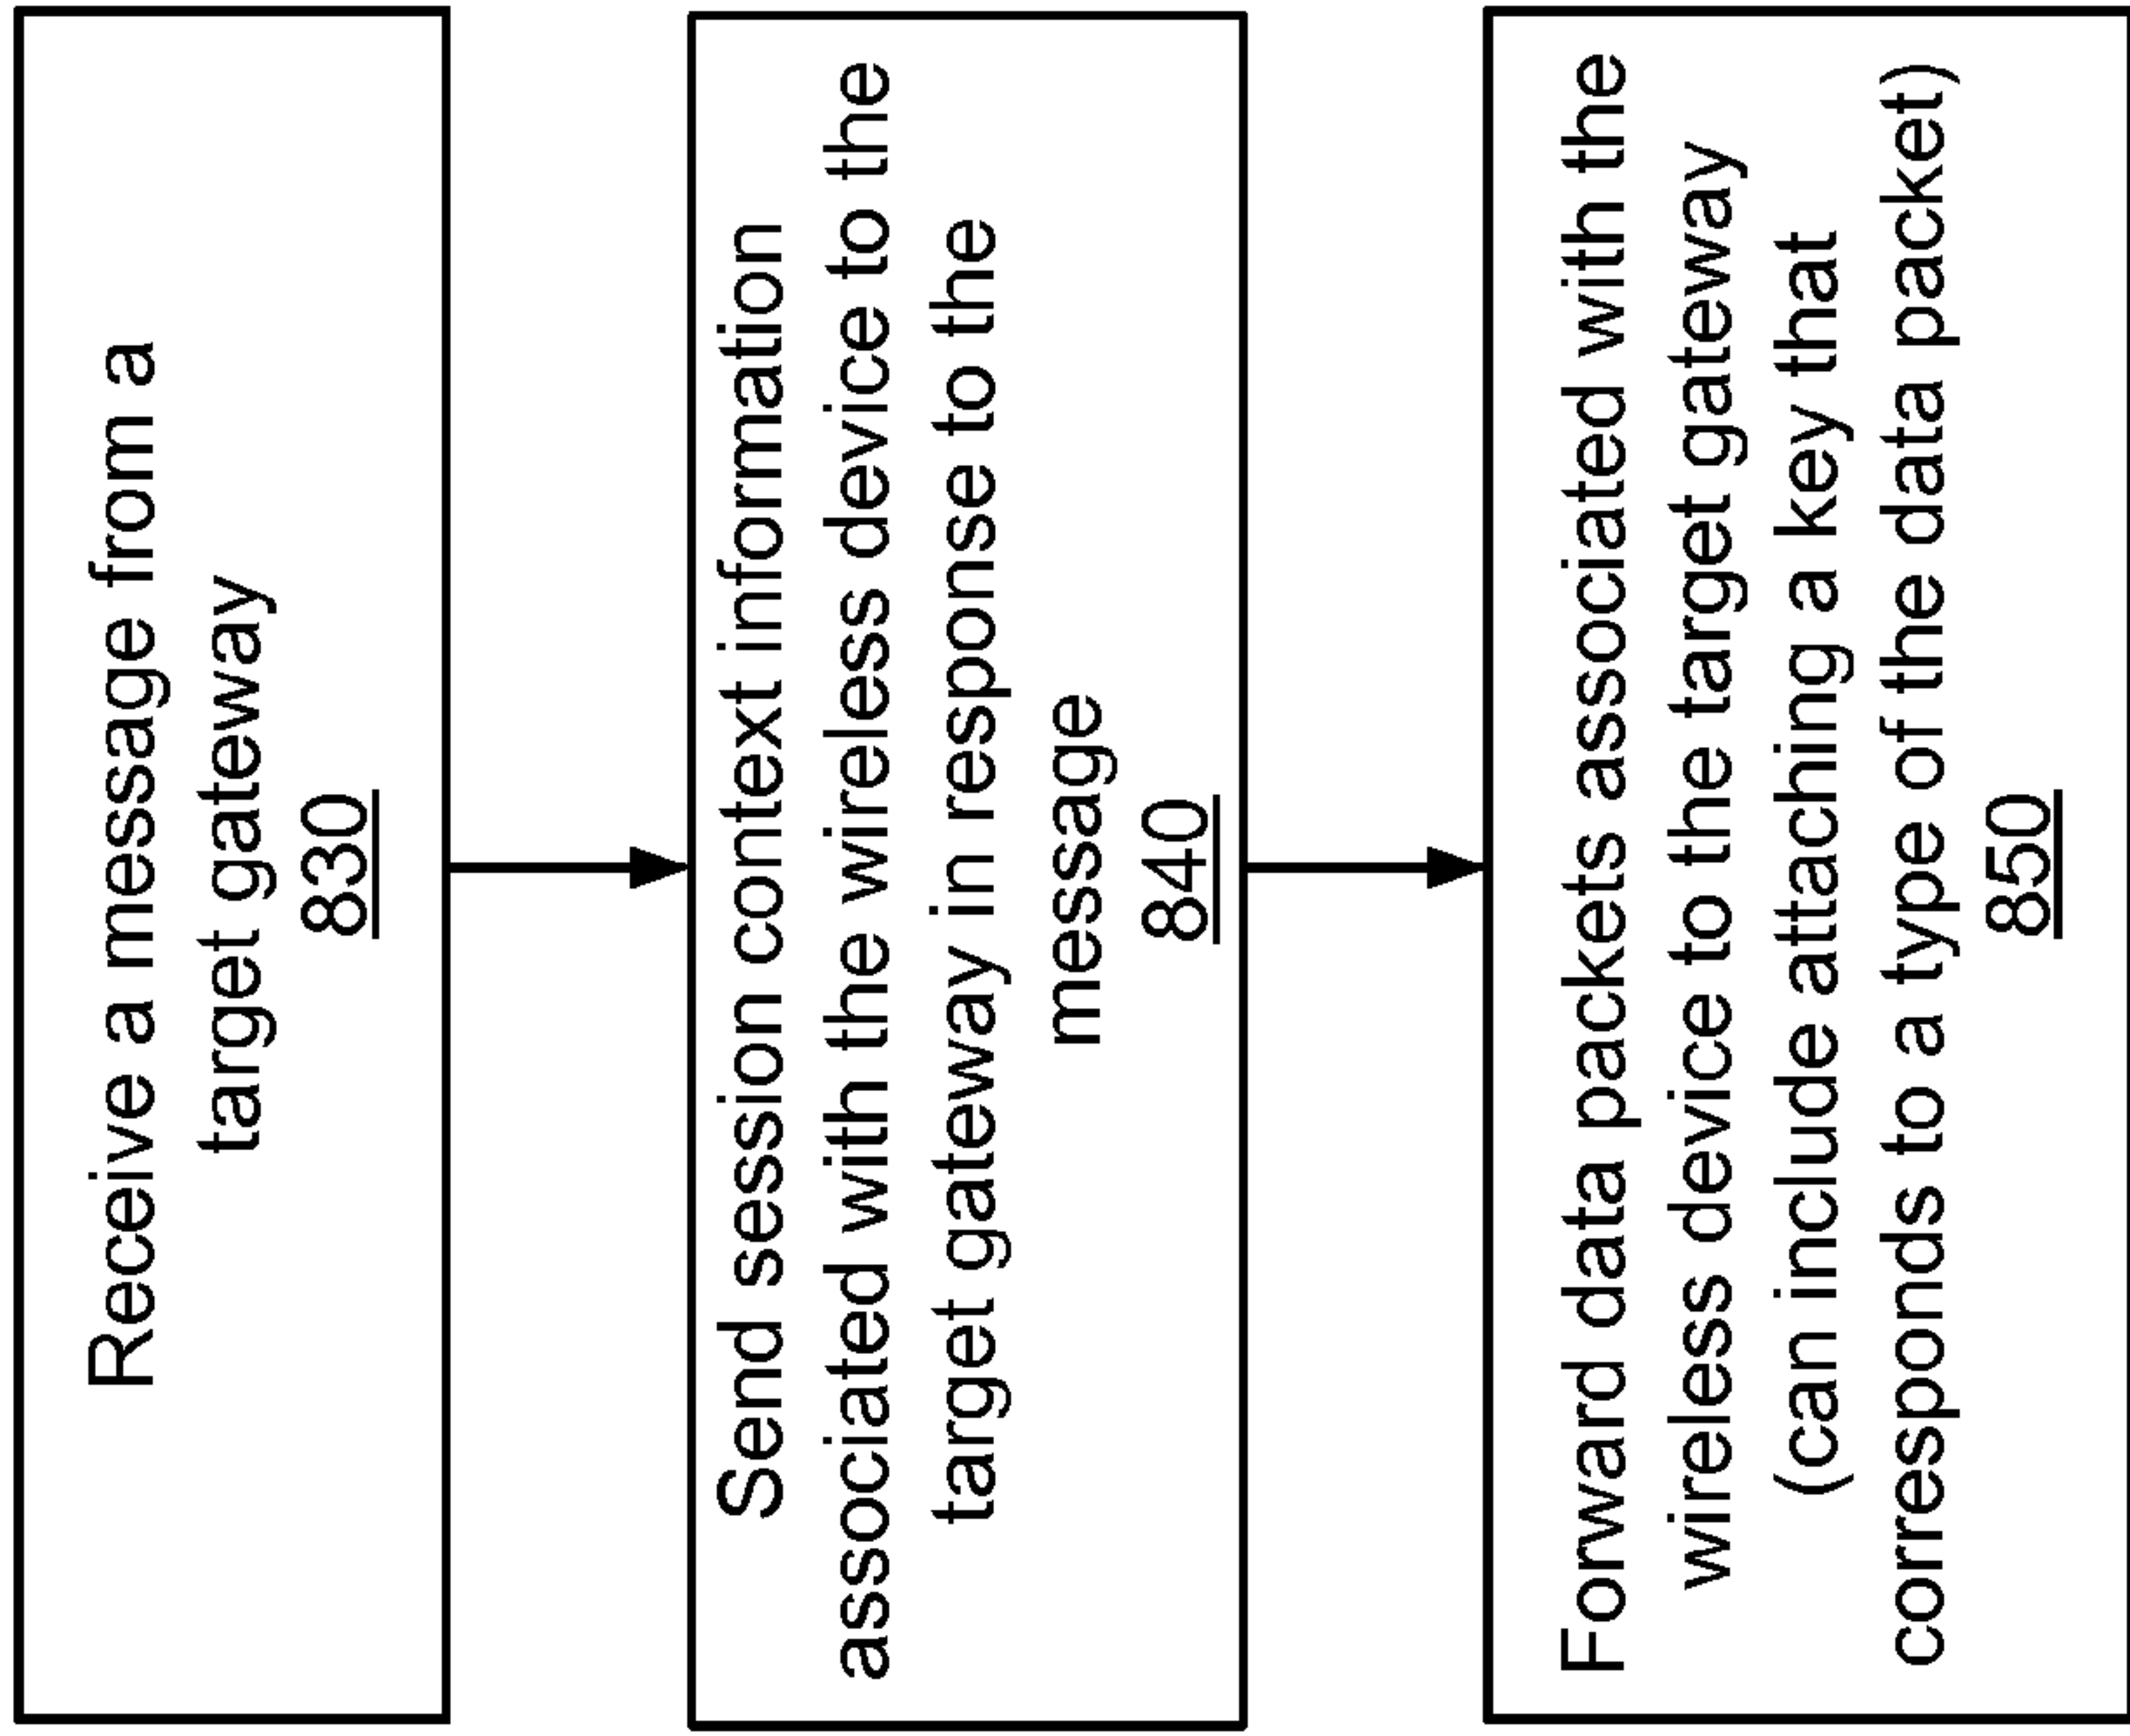 Receive a message from a
target gateway
830
Send session context information
associated with the wireless device to the
target gateway in response to the
message
840
Forward data packets associated with the
wireless device to the target gateway
(can include attaching a key that
corresponds to a type of the data packet)
850